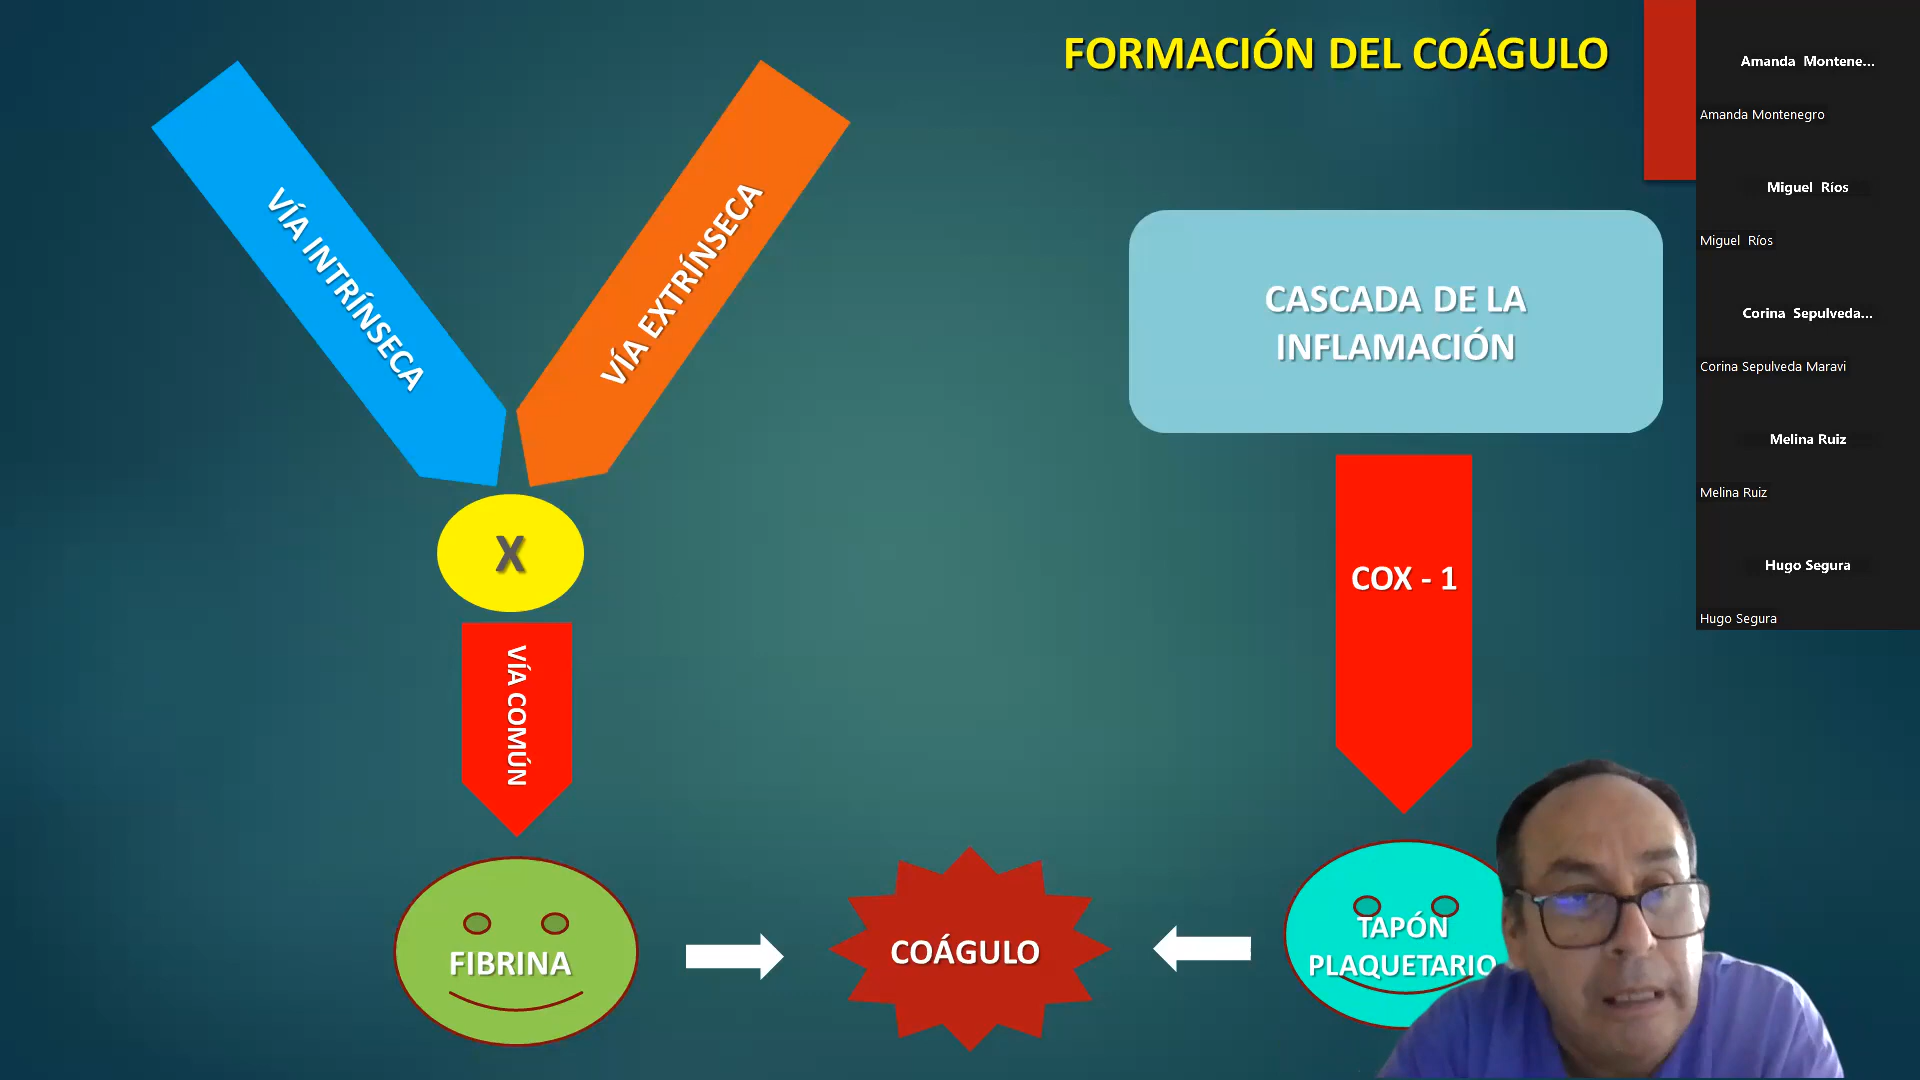 FORMACIÓN DEL COÁGULO
VÍA INTRÍNSECA
VÍA EXTRÍNSECA
X
VÍA COMÚN
FIBRINA
COÁGULO
CASCADA DE LA
INFLAMACIÓN
COX - 1
TAPÓN
PLAQUETARIO
Amanda Montene...
Amanda Montenegro
Miguel Ríos
Miguel Ríos
Corina Sepulveda...
Corina Sepulveda Maravi
Melina Ruiz
Melina Ruiz
Hugo Segura
Hugo Segura